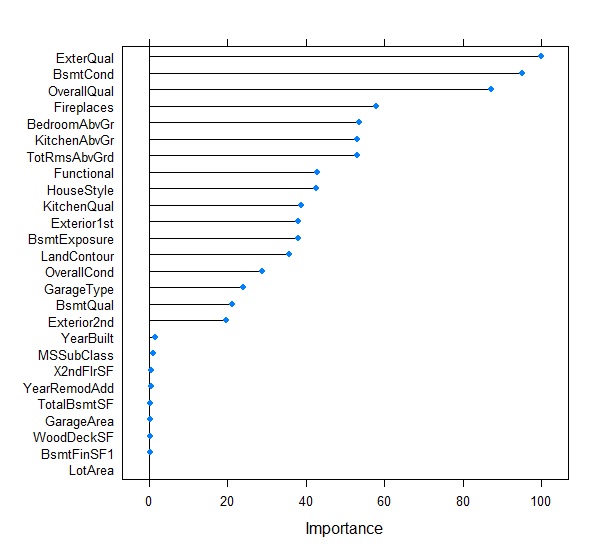 ExterQual
BsmtCond
OverallQual
Fireplaces
BedroomAbvGr
KitchenAbvGr
TotRmsAbvGrd
Functional
HouseStyle
KitchenQual
Exterior1st
BsmtExposure
LandContour
OverallCond
GarageType
BsmtQual
Exterior2nd
YearBuilt
MSSubClass
X2ndFlrSF
YearRemodAdd
TotalBsmtSF
GarageArea
WoodDeckSF
BsmtFinSF1
LotArea
0 20 40 60 80 100
Importance